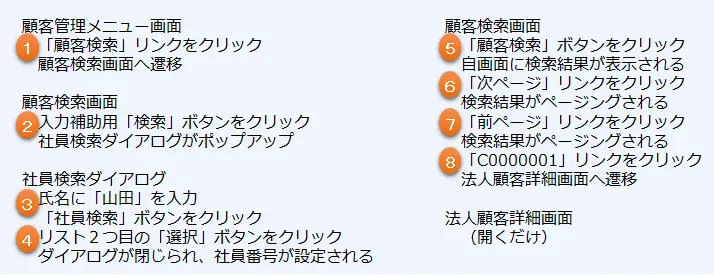 顧客管理メニュー画面
1 「顧客検索」リンクをクリック
顧客検索画面へ遷移
顧客検索画面
2 入力補助用「検索」ボタンをクリック
社員検索ダイアログがポップアップ
社員検索ダイアログ
3 氏名に「山田」を入力
「社員検索」ボタンをクリック
4 リスト２つ目の「選択」ボタンをクリック
ダイアログが閉じられ、社員番号が設定される
顧客検索画面
5 「顧客検索」ボタンをクリック
自画面に検索結果が表示される
6 「次ページ」リンクをクリック
検索結果がページングされる
7 「前ページ」リンクをクリック
検索結果がページングされる
8 「C0000001」リンクをクリック
法人顧客詳細画面へ遷移
法人顧客詳細画面
（開くだけ）